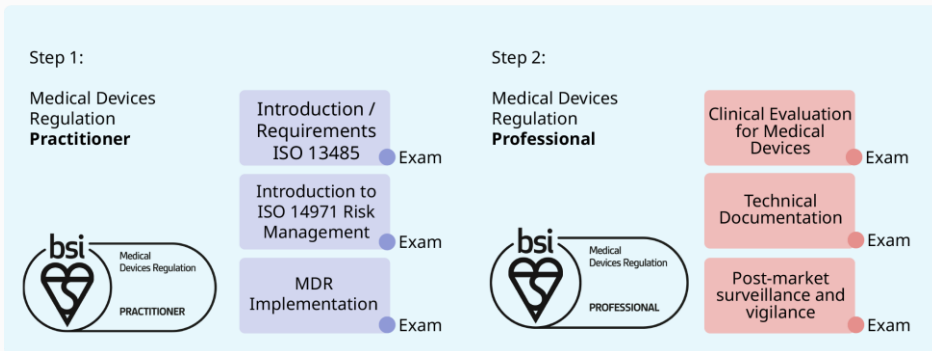 Step 1:
Medical Devices
Regulation
Practitioner
Introduction /
Requirements
ISO 13485
Exam
Introduction to
ISO 14971 Risk
Management
Exam
MDR
Implementation
Exam
bsi
Medical
Devices Regulation
PRACTITIONER
Step 2:
Medical Devices
Regulation
Professional
Clinical Evaluation
for Medical
Devices
Exam
Technical
Documentation
Exam
Post-market
surveillance and
vigilance
Exam
bsi
Medical
Devices Regulation
PROFESSIONAL